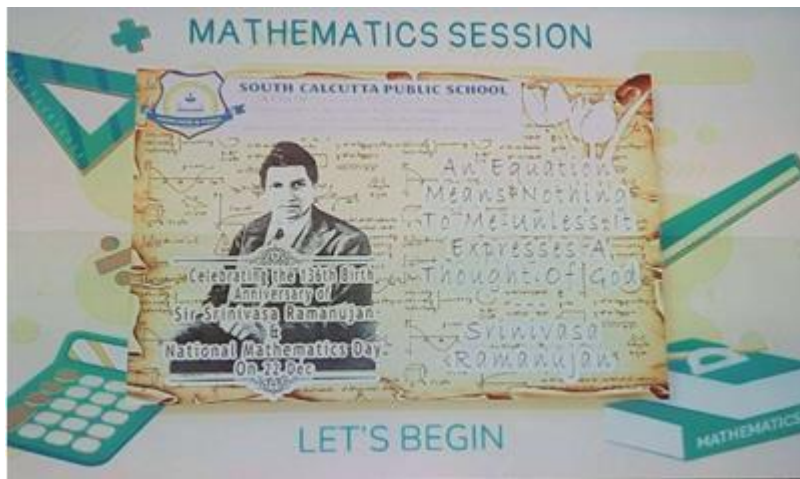 MATHEMATICS SESSION
SOUTH CALCUTTA PUBLIC SCHOOL
An Equation
Means Nothing
To Me Unless It
Expresses A
Thought Of God
Srinivasa
Ramanujan
Celebrating the 136th Birth
Anniversary of
Sir Srinivasa Ramanujan
&
National Mathematics Day
On 22 Dec
MATHEMATICS
LET'S BEGIN